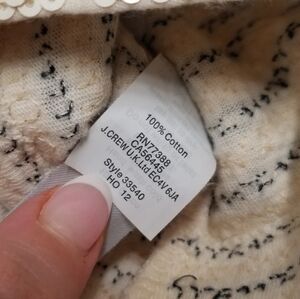 100% Cotton
RN77388
CA56445
J.CREW U.K. Ltd EC4V 6JA
Style 33540
HO 12